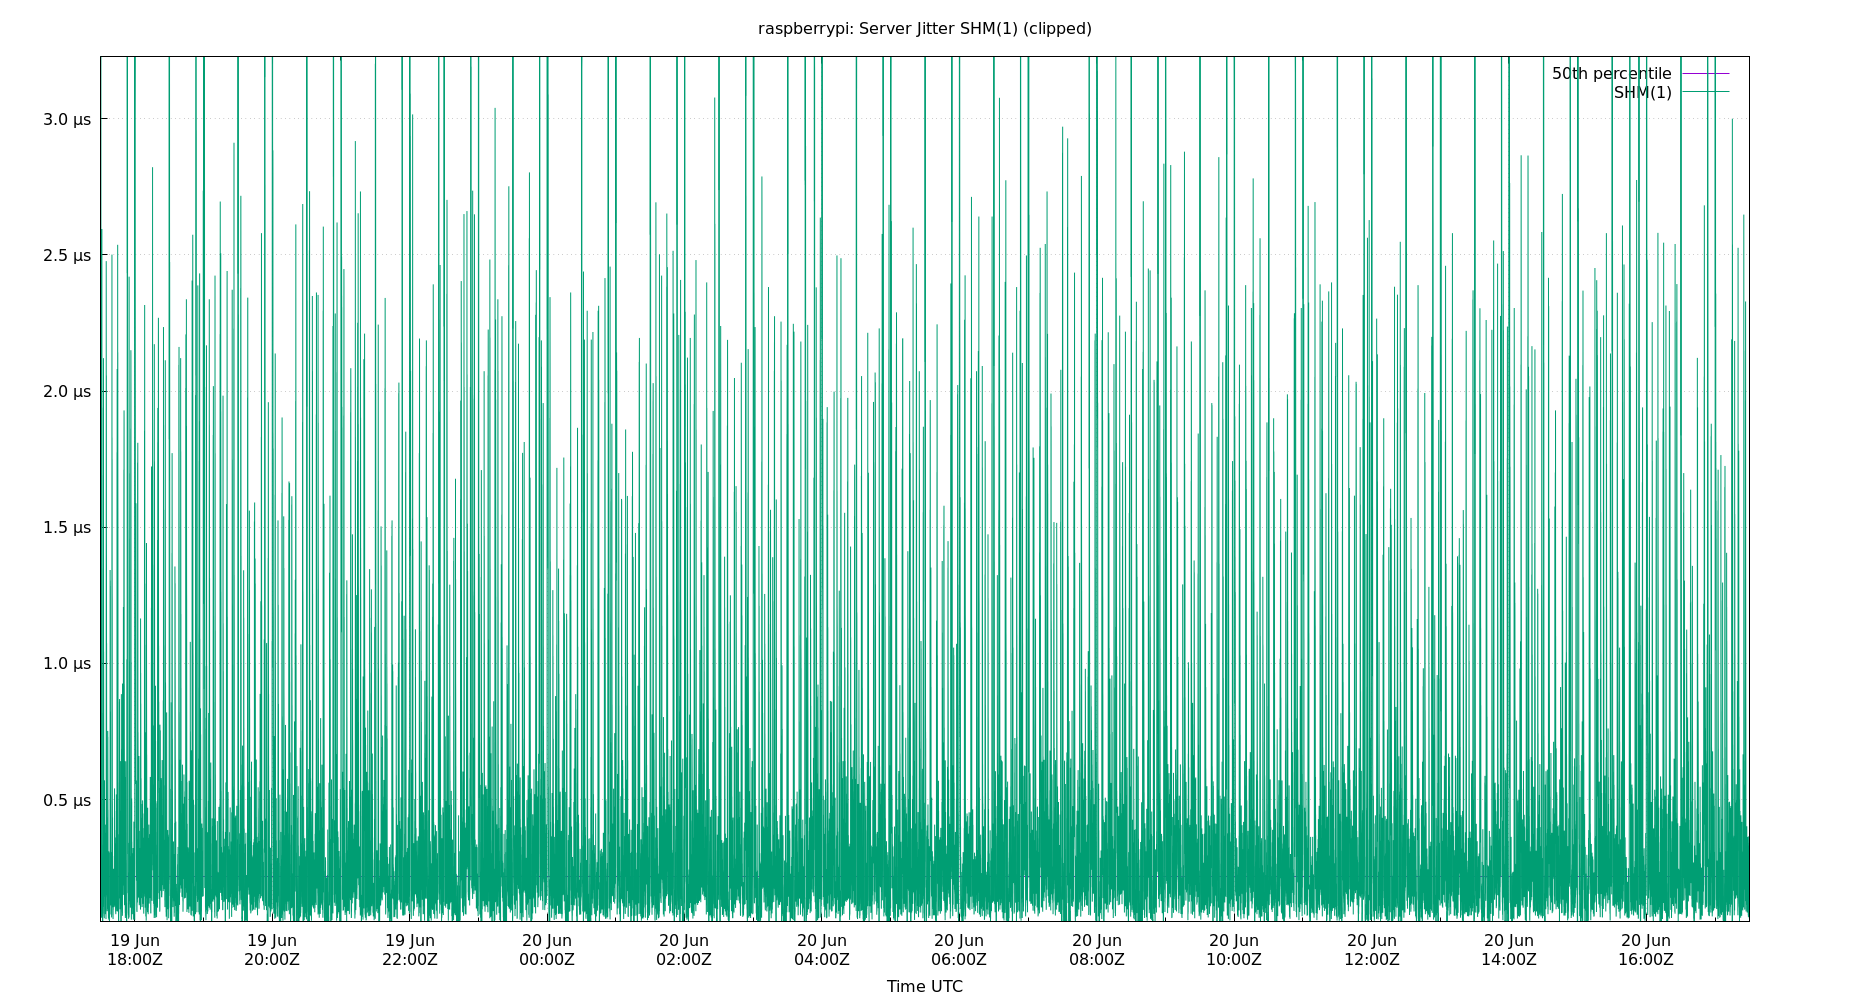 raspberrypi: Server Jitter SHM(1) (clipped)
50th percentile
SHM(1)
3.0 µs
2.5 µs
2.0 µs
1.5 µs
1.0 µs
0.5 µs
19 Jun 19 Jun 19 Jun 20 Jun 20 Jun 20 Jun 20 Jun 20 Jun 20 Jun 20 Jun 20 Jun 20 Jun
18:00Z 20:00Z 22:00Z 00:00Z 02:00Z 04:00Z 06:00Z 08:00Z 10:00Z 12:00Z 14:00Z 16:00Z
Time UTC